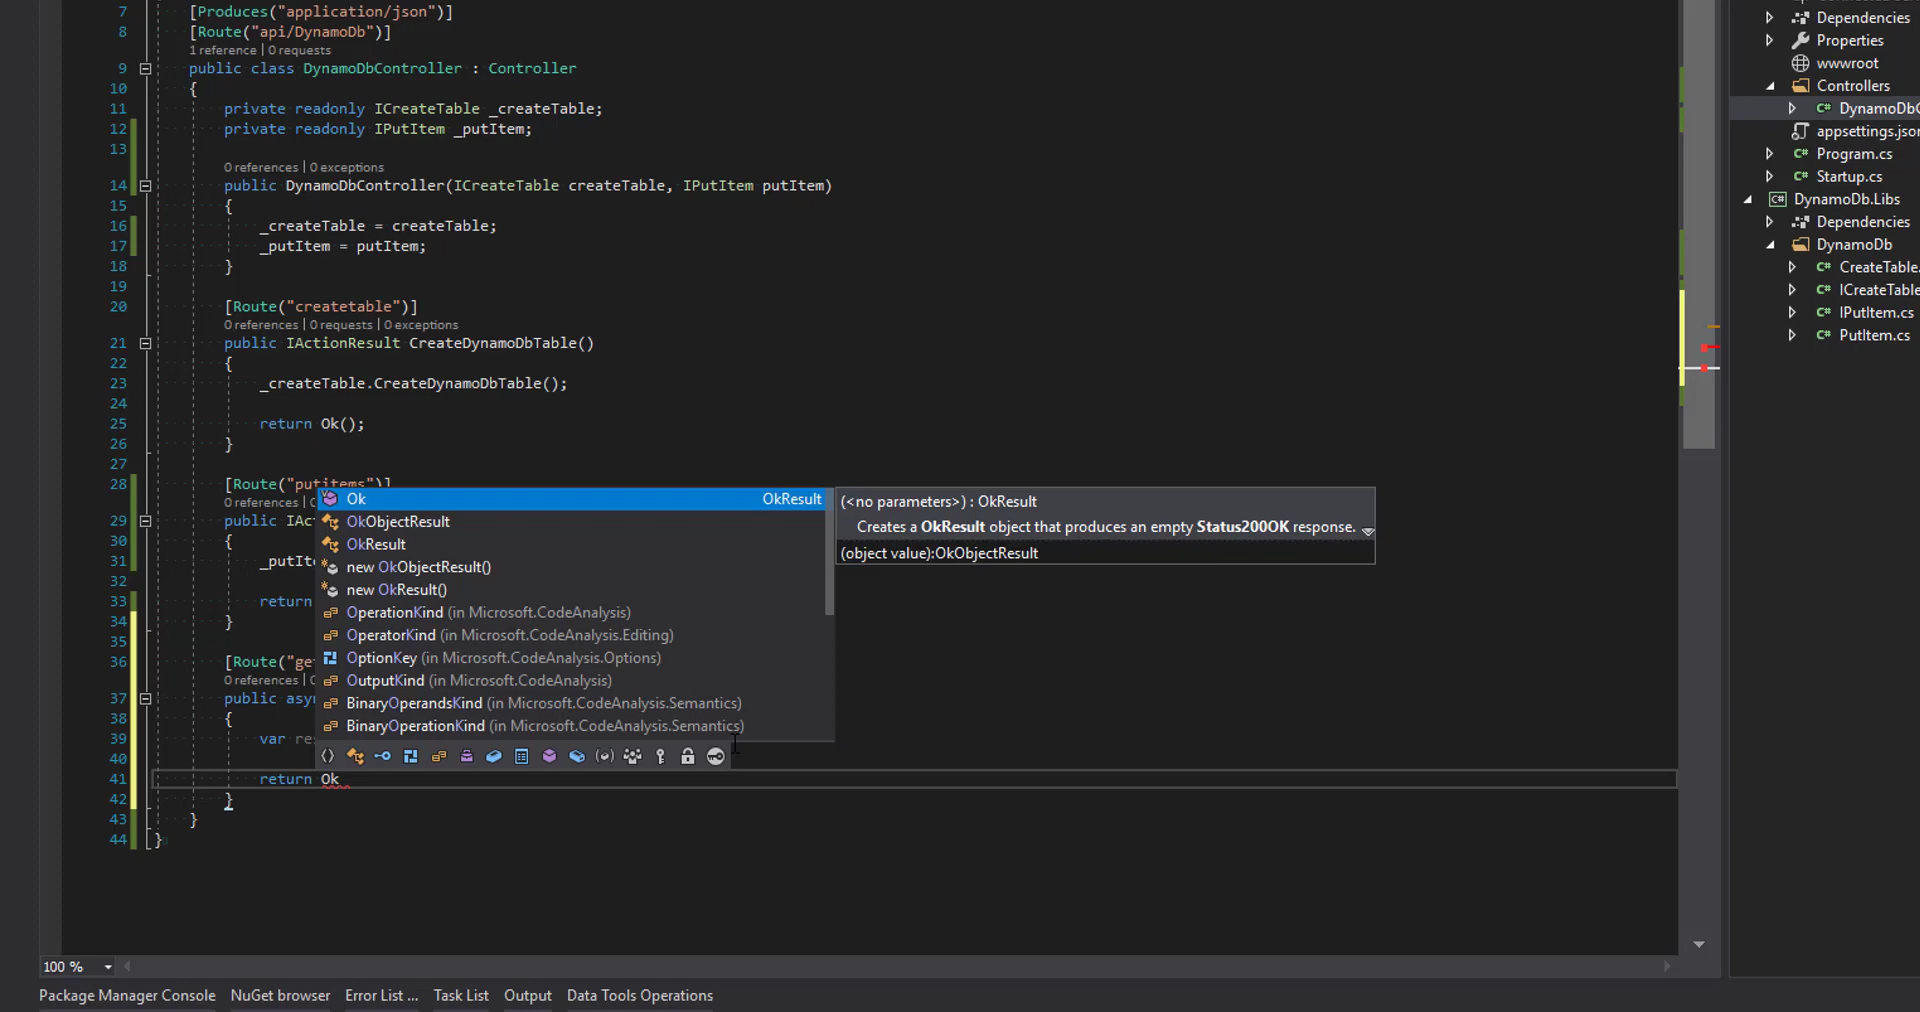 7 [Produces("application/json")]
8 [Route("api/DynamoDb")]
1 reference | 0 requests
9 public class DynamoDbController : Controller
10 {
11 private readonly ICreateTable _createTable;
12 private readonly IPutItem _putItem;
13
0 references | 0 exceptions
14 public DynamoDbController(ICreateTable createTable, IPutItem putItem)
15 {
16 _createTable = createTable;
17 _putItem = putItem;
18 }
19
20 [Route("createtable")]
0 references | 0 requests | 0 exceptions
21 public IActionResult CreateDynamoDbTable()
22 {
23 _createTable.CreateDynamoDbTable();
24
25 return Ok();
26 }
27
28 [Route("putitems")]
0 references |
29 public IAc
30 {
31 _putIte
32
33 return
34 }
35
36 [Route("ge
0 references |
37 public asy
38 {
39 var res
40
41 return Ok
42 }
43 }
44 }
Ok OkResult
OkObjectResult
OkResult
new OkObjectResult()
new OkResult()
OperationKind (in Microsoft.CodeAnalysis)
OperatorKind (in Microsoft.CodeAnalysis.Editing)
OptionKey (in Microsoft.CodeAnalysis.Options)
OutputKind (in Microsoft.CodeAnalysis)
BinaryOperandsKind (in Microsoft.CodeAnalysis.Semantics)
BinaryOperationKind (in Microsoft.CodeAnalysis.Semantics)
(<no parameters>) : OkResult
Creates a OkResult object that produces an empty Status200OK response.
(object value):OkObjectResult
Dependencies
Properties
wwwroot
Controllers
C# DynamoDbC
appsettings.json
C# Program.cs
C# Startup.cs
C# DynamoDb.Libs
Dependencies
DynamoDb
C# CreateTable.
C# ICreateTable
C# IPutItem.cs
C# PutItem.cs
100 %
Package Manager Console NuGet browser Error List ... Task List Output Data Tools Operations